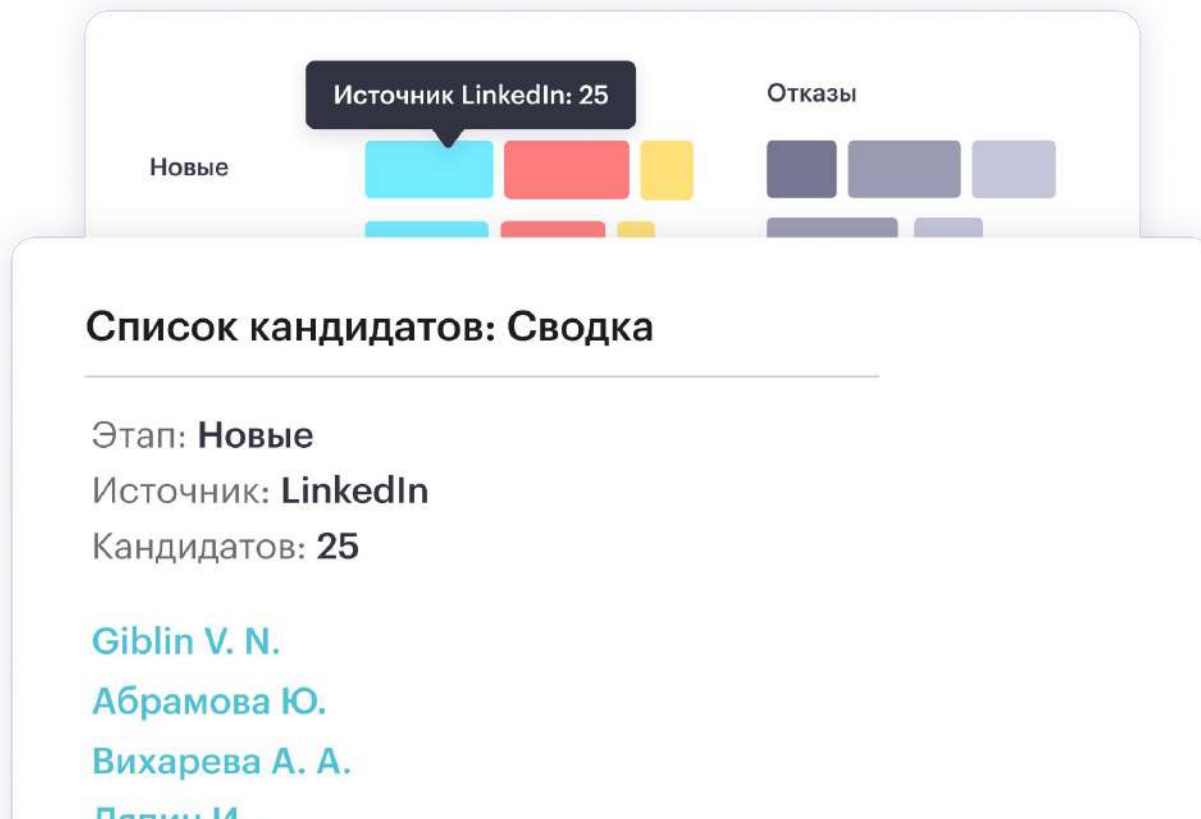 Источник LinkedIn: 25
Отказы
Новые
Список кандидатов: Сводка
Этап: Новые
Источник: LinkedIn
Кандидатов: 25
Giblin V. N.
Абрамова Ю.
Вихарева А. А.